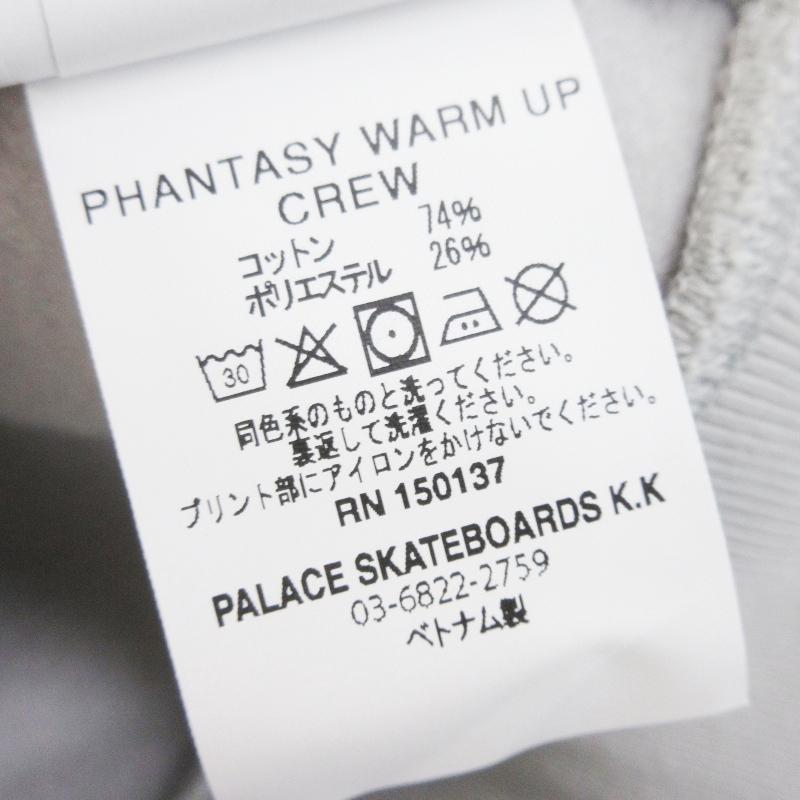 PHANTASY WARM UP
CREW
コットン 74%
ポリエステル 26%
30
同色系のものと洗ってください。
裏返して洗濯ください。
プリント部にアイロンをかけないでください。
RN 150137
PALACE SKATEBOARDS K.K
03-6822-2759
ベトナム製